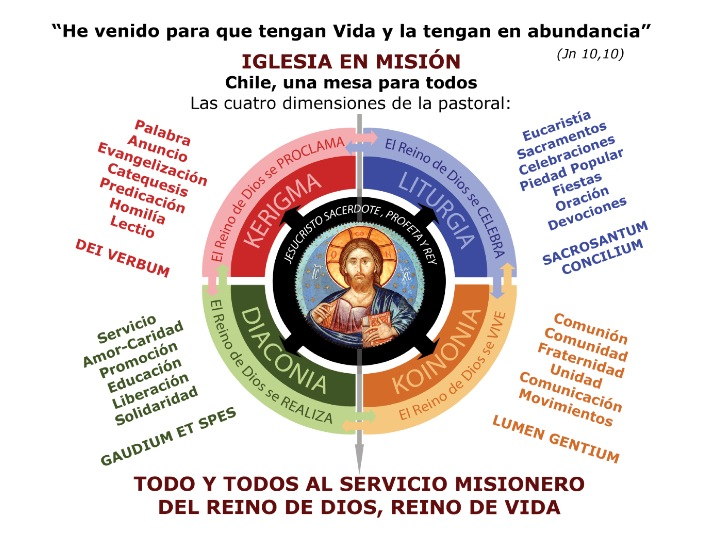 “He venido para que tengan Vida y la tengan en abundancia”
(Jn 10,10)
IGLESIA EN MISIÓN
Chile, una mesa para todos
Las cuatro dimensiones de la pastoral:
Palabra
Anuncio
Evangelización
Catequesis
Predicación
Homilía
Lectio
DEI VERBUM
El Reino de Dios se PROCLAMA
KERIGMA
El Reino de Dios se CELEBRA
LITURGIA
Eucaristía
Sacramentos
Celebraciones
Piedad Popular
Fiestas
Oración
Devociones
SACROSANTUM
CONCILIUM
JESUCRISTO SACERDOTE, PROFETA Y REY
Servicio
Amor-Caridad
Promoción
Educación
Liberación
Solidaridad
GAUDIUM ET SPES
DIACONIA
El Reino de Dios se REALIZA
KOINONIA
El Reino de Dios se VIVE
Comunión
Comunidad
Fraternidad
Unidad
Comunicación
Movimientos
LUMEN GENTIUM
TODO Y TODOS AL SERVICIO MISIONERO
DEL REINO DE DIOS, REINO DE VIDA